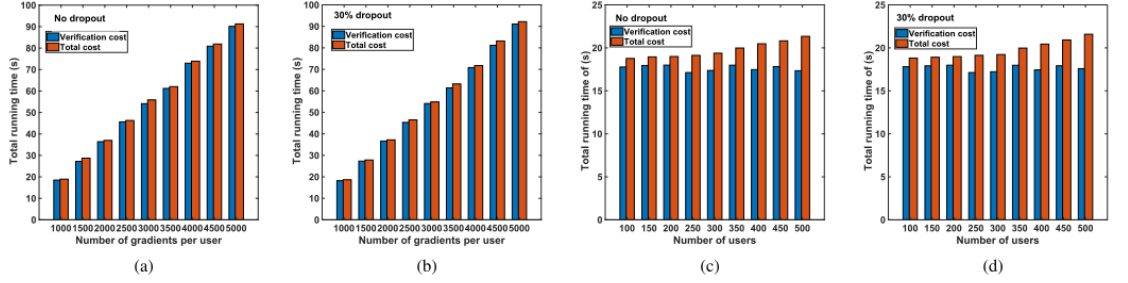 No dropout
Verification cost
Total cost
Total running time (s)
100
90
80
70
60
50
40
30
20
10
0
1000 1500 2000 2500 3000 3500 4000 4500 5000
Number of gradients per user
(a)
30% dropout
Verification cost
Total cost
Total running time (s)
100
90
80
70
60
50
40
30
20
10
0
1000 1500 2000 2500 3000 3500 4000 4500 5000
Number of gradients per user
(b)
No dropout
Verification cost
Total cost
Total running time of (s)
25
20
15
10
5
0
100 150 200 250 300 350 400 450 500
Number of users
(c)
30% dropout
Verification cost
Total cost
Total running time of (s)
25
20
15
10
5
0
100 150 200 250 300 350 400 450 500
Number of users
(d)